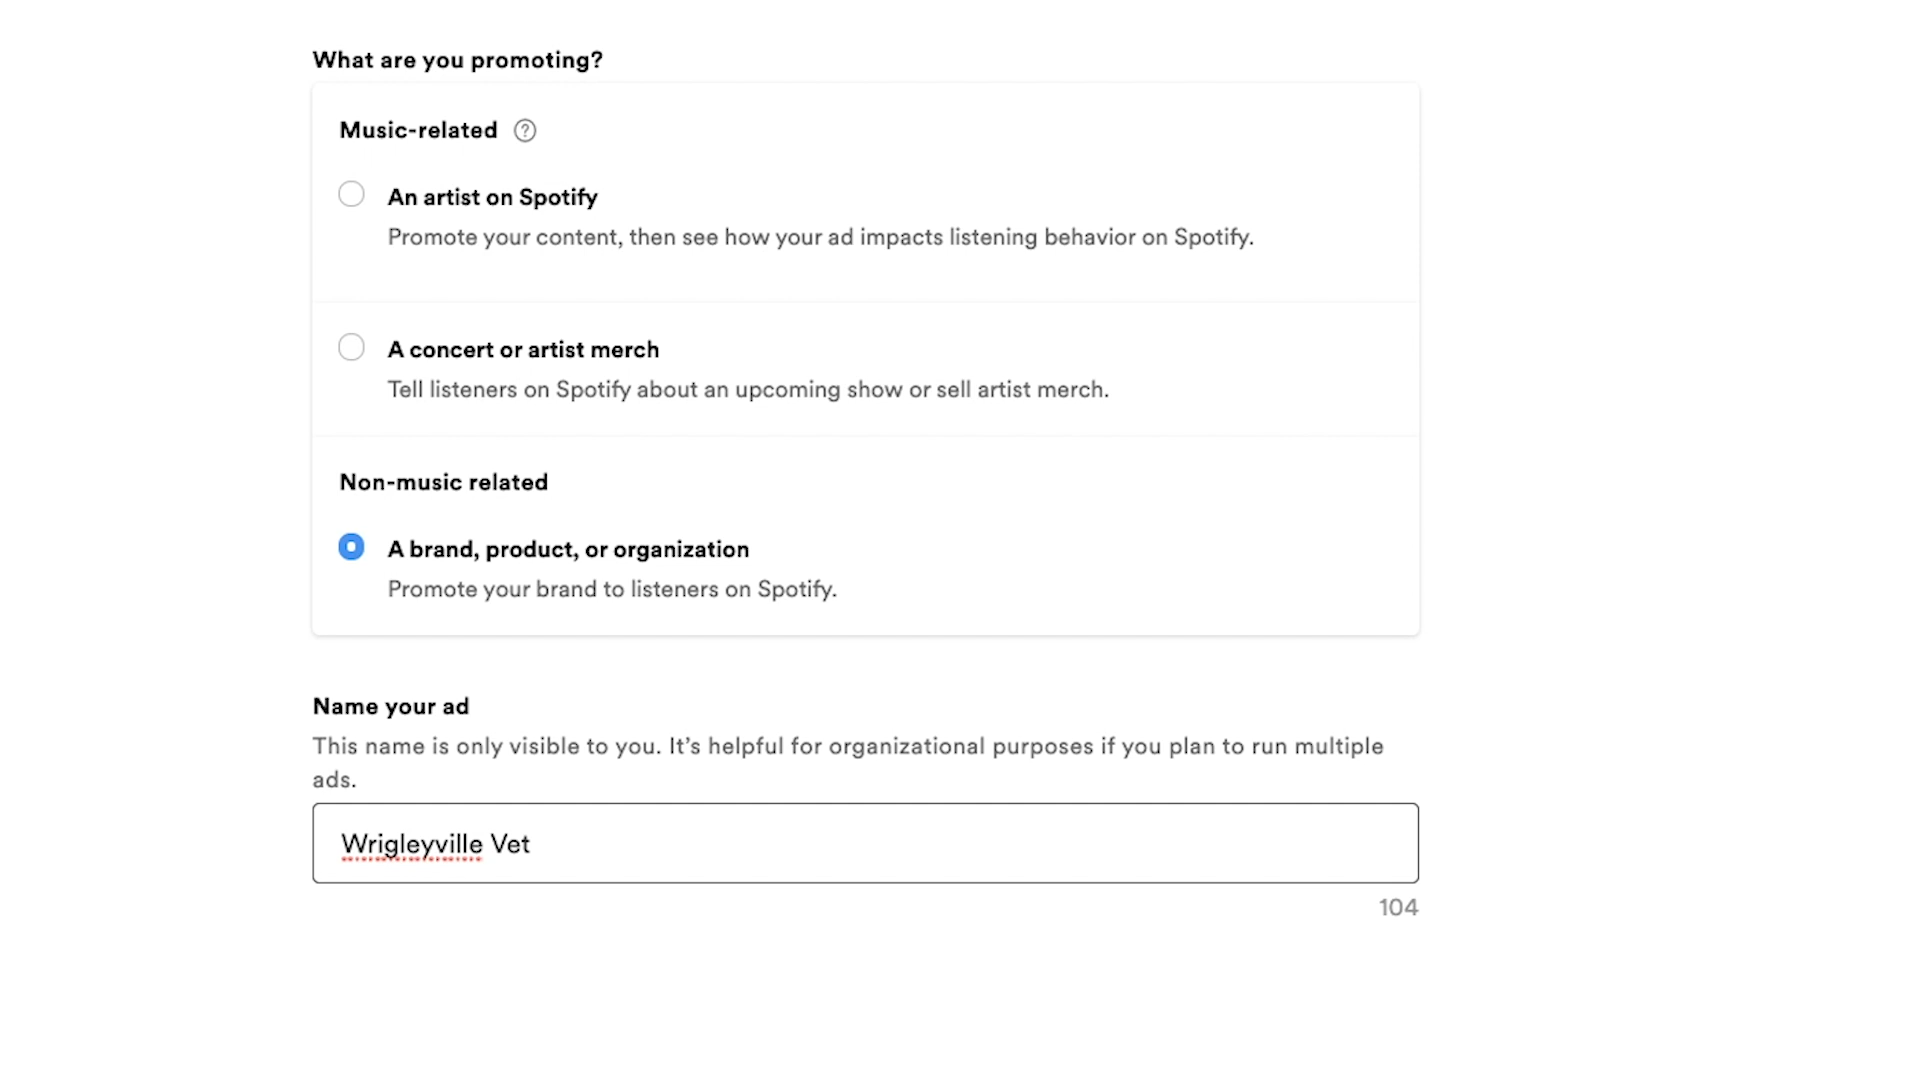 What are you promoting?
Music-related ?
An artist on Spotify
Promote your content, then see how your ad impacts listening behavior on Spotify.
A concert or artist merch
Tell listeners on Spotify about an upcoming show or sell artist merch.
Non-music related
A brand, product, or organization
Promote your brand to listeners on Spotify.
Name your ad
This name is only visible to you. It’s helpful for organizational purposes if you plan to run multiple
ads.
Wrigleyville Vet
104